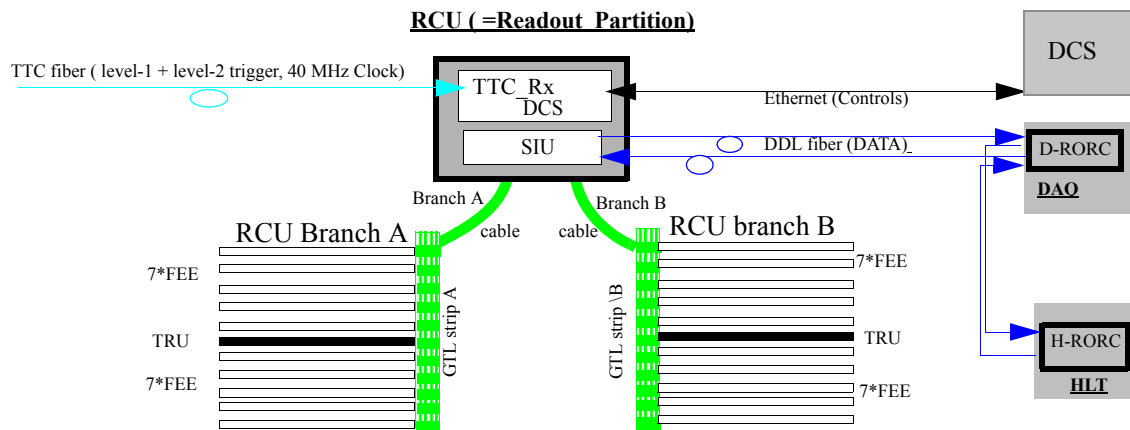 RCU ( =Readout Partition)
DCS
TTC fiber ( level-1 + level-2 trigger, 40 MHz Clock)
TTC_Rx
DCS
Ethernet (Controls)
SIU
DDL fiber (DATA)
D-RORC
DAQ
Branch A
Branch B
cable
cable
RCU Branch A
RCU branch B
7*FEE
7*FEE
GTL strip A
GTL strip \B
TRU
TRU
H-RORC
7*FEE
7*FEE
HLT